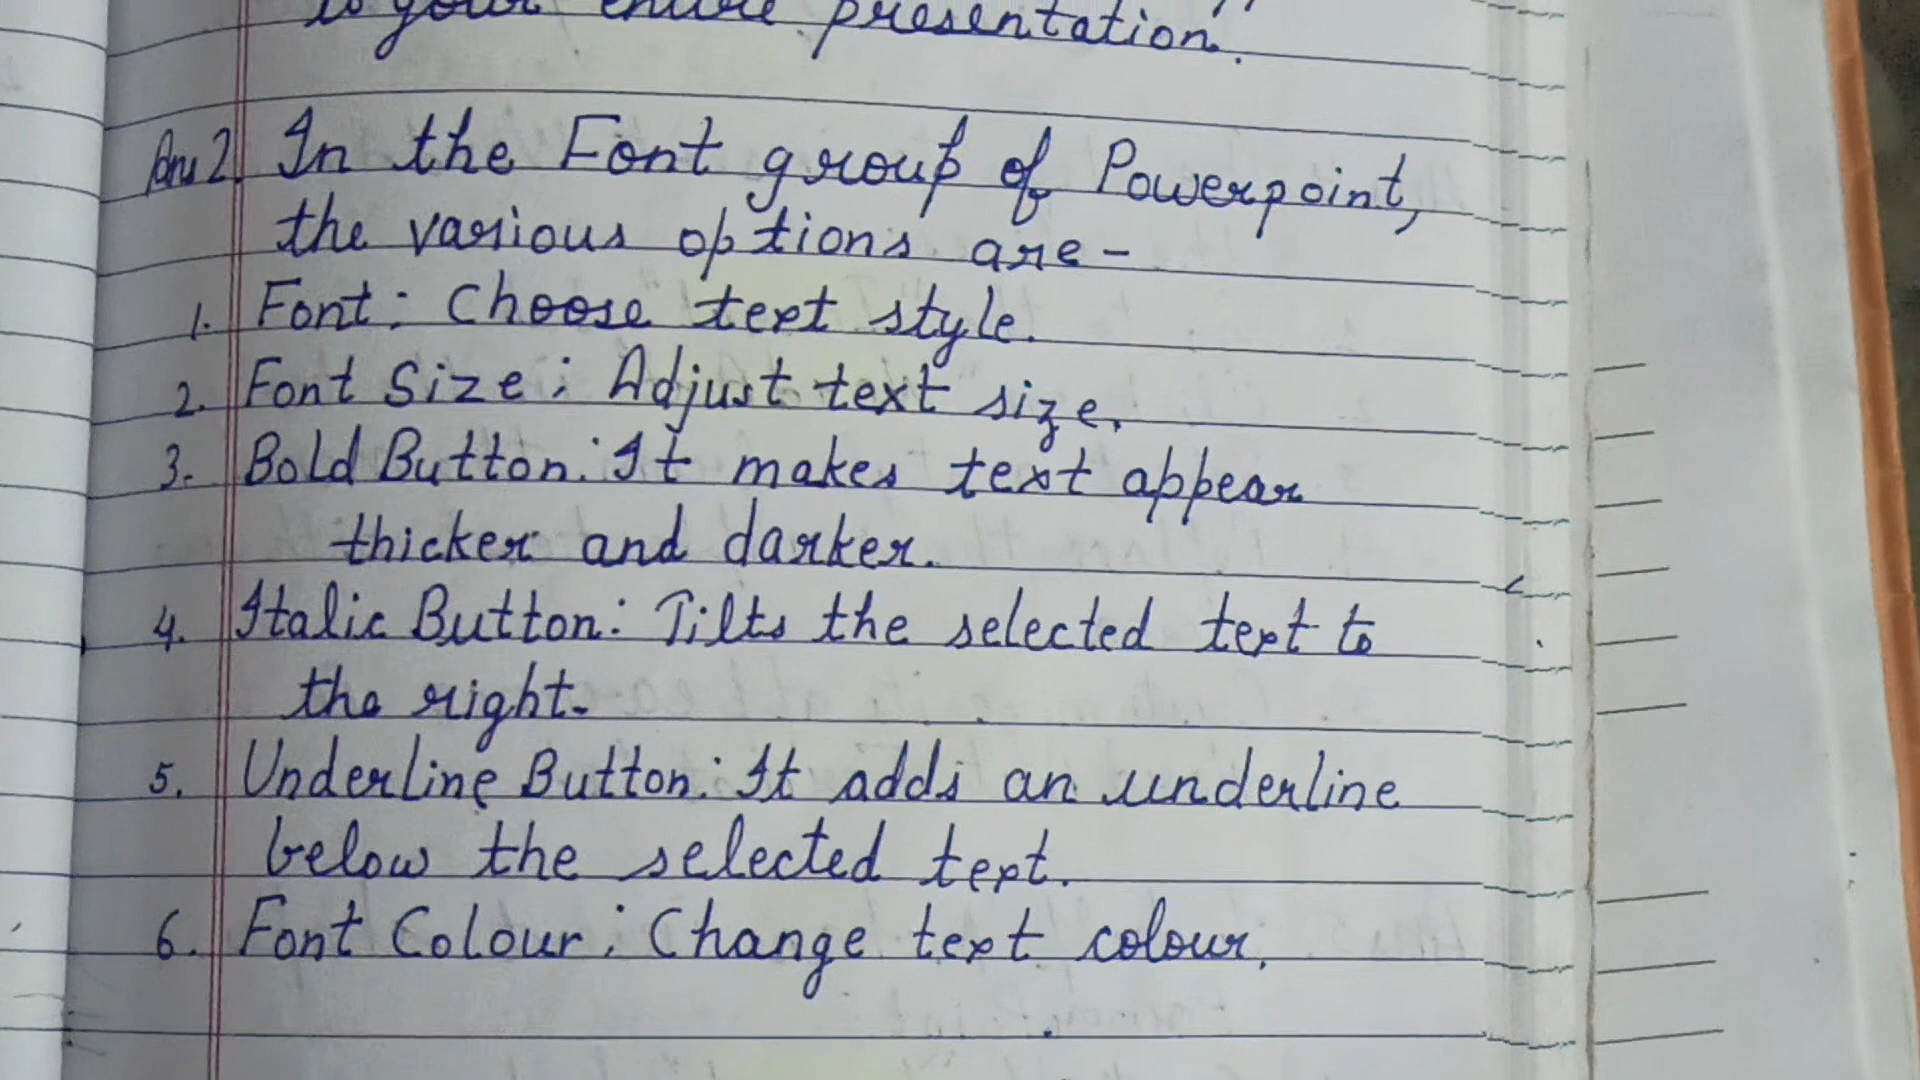 to your entire presentation.
Ans 2. In the Font group of Powerpoint,
the various options are-
1. Font: Choose text style.
2. Font Size: Adjust text size.
3. Bold Button: It makes text appear
thicker and darker.
4. Italic Button: Tilts the selected text to
the right.
5. Underline Button: It adds an underline
below the selected text.
6. Font Colour: Change text colour.